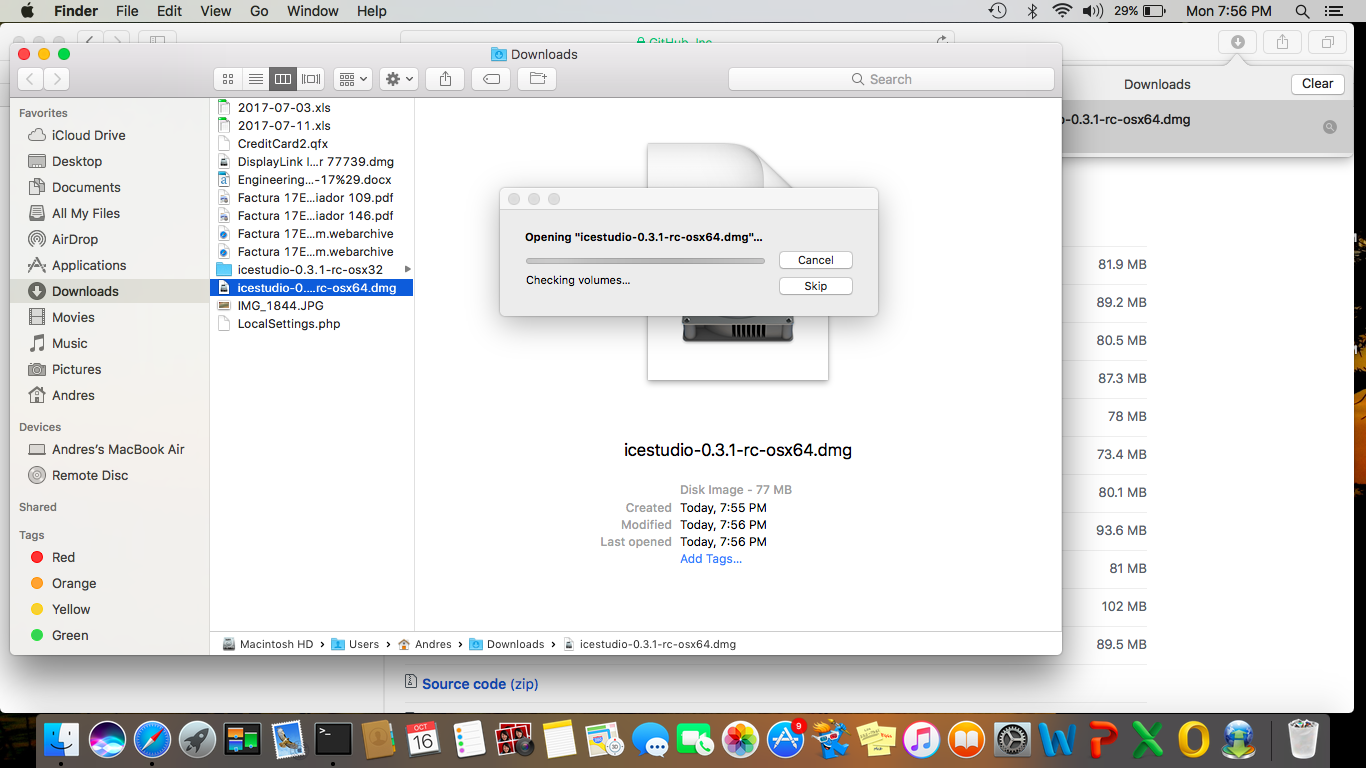 Finder File Edit View Go Window Help 29% Mon 7:56 PM
GitHub, Inc.
Downloads
Search
Downloads Clear
-0.3.1-rc-osx64.dmg
Favorites
iCloud Drive
Desktop
Documents
All My Files
AirDrop
Applications
Downloads
Movies
Music
Pictures
Andres
Devices
Andres’s MacBook Air
Remote Disc
Shared
Tags
Red
Orange
Yellow
Green
2017-07-03.xls
2017-07-11.xls
CreditCard2.qfx
DisplayLink I...r 77739.dmg
Engineering...-17%29.docx
Factura 17E...iador 109.pdf
Factura 17E...iador 146.pdf
Factura 17E...m.webarchive
Factura 17E...m.webarchive
icestudio-0.3.1-rc-osx32
icestudio-0....rc-osx64.dmg
IMG_1844.JPG
LocalSettings.php
Opening "icestudio-0.3.1-rc-osx64.dmg"...
Cancel
Checking volumes...
Skip
icestudio-0.3.1-rc-osx64.dmg
Disk Image - 77 MB
Created Today, 7:55 PM
Modified Today, 7:56 PM
Last opened Today, 7:56 PM
Add Tags...
81.9 MB
89.2 MB
80.5 MB
87.3 MB
78 MB
73.4 MB
80.1 MB
93.6 MB
81 MB
102 MB
89.5 MB
Macintosh HD › Users › Andres › Downloads › icestudio-0.3.1-rc-osx64.dmg
Source code (zip)
OCT
16
9